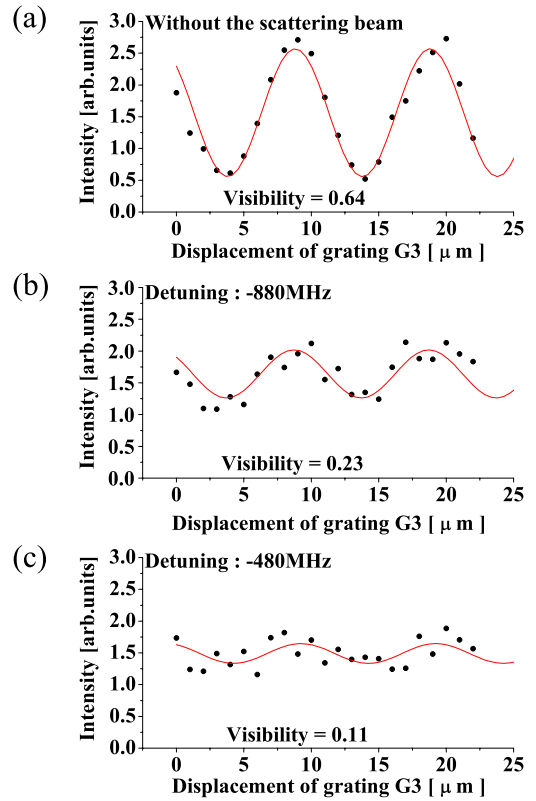 (a)
Without the scattering beam
Intensity [arb.units]
3.0
2.5
2.0
1.5
1.0
0.5
0.0
Visibility = 0.64
0 5 10 15 20 25
Displacement of grating G3 [ μ m ]
(b)
Detuning : -880MHz
Intensity [arb.units]
3.0
2.5
2.0
1.5
1.0
0.5
0.0
Visibility = 0.23
0 5 10 15 20 25
Displacement of grating G3 [ μ m ]
(c)
Detuning : -480MHz
Intensity [arb.units]
3.0
2.5
2.0
1.5
1.0
0.5
0.0
Visibility = 0.11
0 5 10 15 20 25
Displacement of grating G3 [ μ m ]